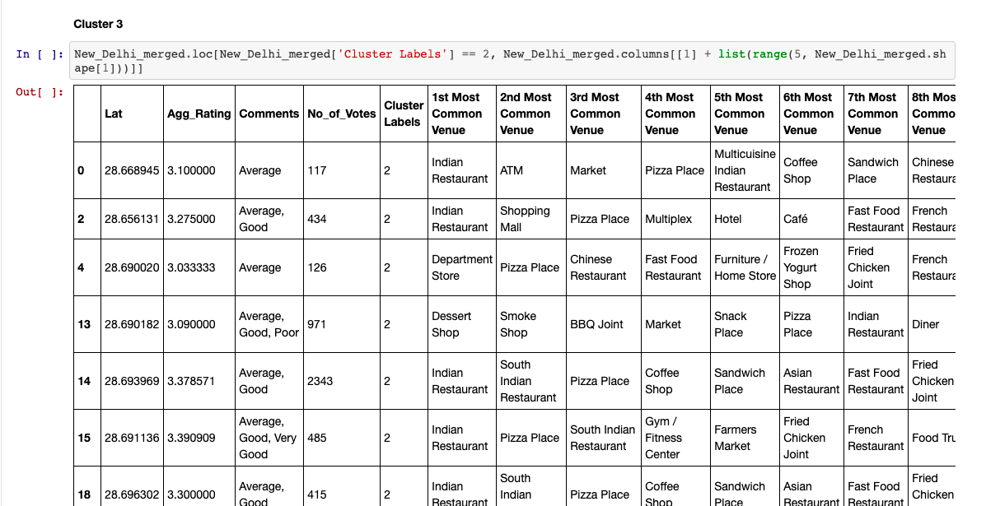 Cluster 3
In [ ]: New_Delhi_merged.loc[New_Delhi_merged['Cluster Labels'] == 2, New_Delhi_merged.columns[[1] + list(range(5, New_Delhi_merged.sh
ape[1]))]]
Out[ ]:
Lat Agg_Rating Comments No_of_Votes Cluster Labels 1st Most Common Venue 2nd Most Common Venue 3rd Most Common Venue 4th Most Common Venue 5th Most Common Venue 6th Most Common Venue 7th Most Common Venue 8th Mos Commo Venue
0 28.668945 3.100000 Average 117 2 Indian Restaurant ATM Market Pizza Place Multicuisine Indian Restaurant Coffee Shop Sandwich Place Chinese Restaura
2 28.656131 3.275000 Average, Good 434 2 Indian Restaurant Shopping Mall Pizza Place Multiplex Hotel Café Fast Food Restaurant French Restaura
4 28.690020 3.033333 Average 126 2 Department Store Pizza Place Chinese Restaurant Fast Food Restaurant Furniture / Home Store Frozen Yogurt Shop Fried Chicken Joint French Restaura
13 28.690182 3.090000 Average, Good, Poor 971 2 Dessert Shop Smoke Shop BBQ Joint Market Snack Place Pizza Place Indian Restaurant Diner
14 28.693969 3.378571 Average, Good 2343 2 Indian Restaurant South Indian Restaurant Pizza Place Coffee Shop Sandwich Place Asian Restaurant Fast Food Restaurant Fried Chicken Joint
15 28.691136 3.390909 Average, Good, Very Good 485 2 Indian Restaurant Pizza Place South Indian Restaurant Gym / Fitness Center Farmers Market Fried Chicken Joint French Restaurant Food Tru
18 28.696302 3.300000 Average, Good 415 2 Indian Restaurant South Indian Pizza Place Coffee Shop Sandwich Place Asian Restaurant Fast Food Restaurant Fried Chicken